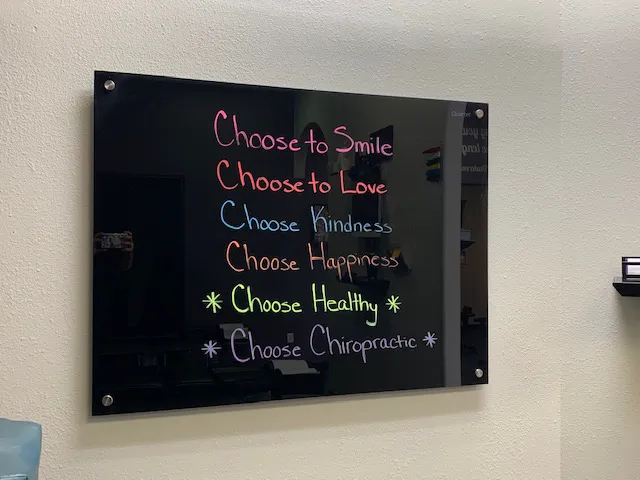 Choose to Smile
Choose to Love
Choose Kindness
Choose Happiness
* Choose Healthy *
* Choose Chiropractic *